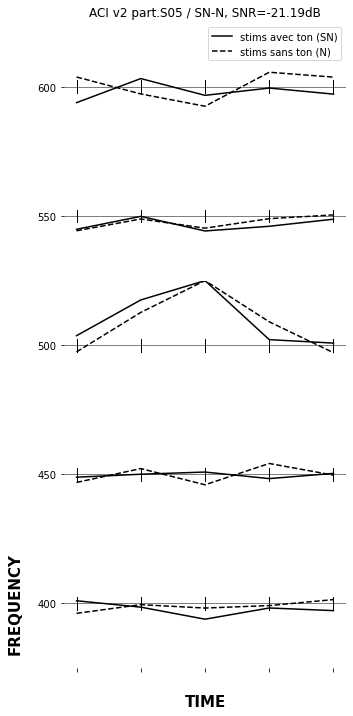 ACI v2 part.S05 / SN-N, SNR=-21.19dB
stims avec ton (SN)
stims sans ton (N)
600
550
500
450
400
FREQUENCY
TIME